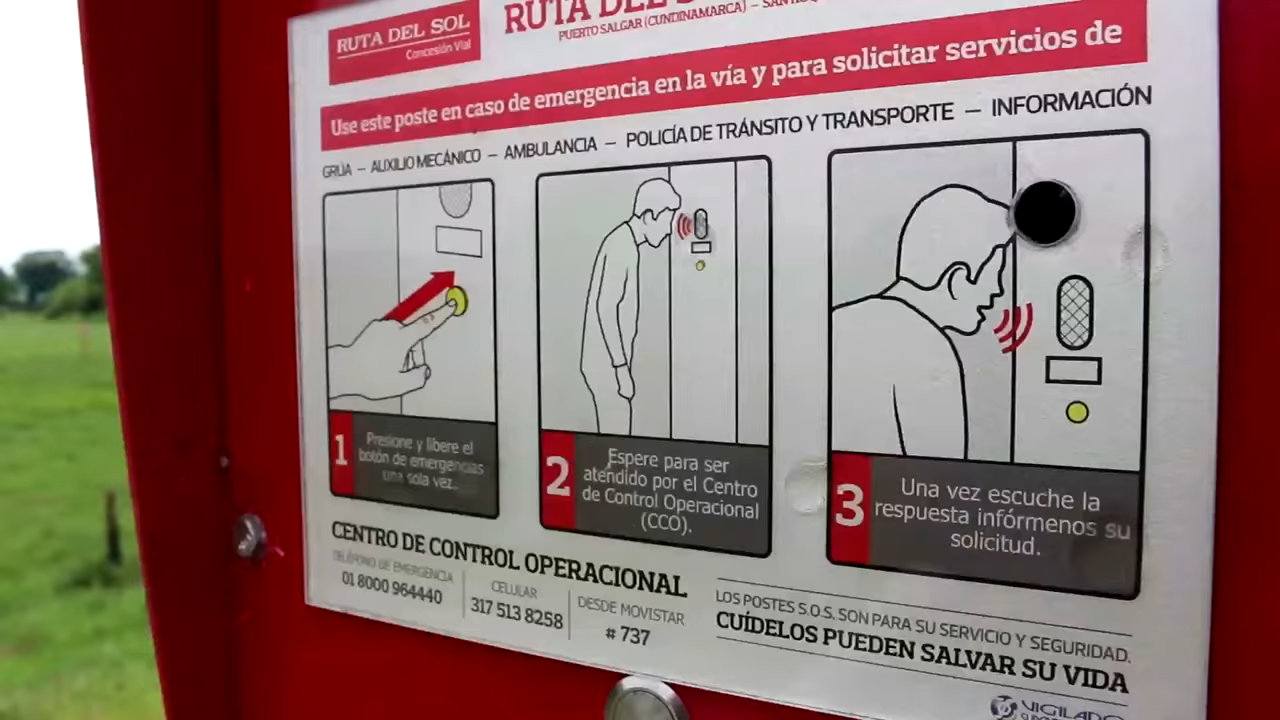 RUTA DEL SOL
Concesión Vial
RUTA DEL
PUERTO SALGAR (CUNDINAMARCA) –
Use este poste en caso de emergencia en la vía y para solicitar servicios de
GRÚA – AUXILIO MECÁNICO – AMBULANCIA – POLICÍA DE TRÁNSITO Y TRANSPORTE – INFORMACIÓN
1
Presione y libere el
botón de emergencias
una sola vez.
2
Espere para ser
atendido por el Centro
de Control Operacional
(CCO).
3
Una vez escuche la
respuesta infórmenos su
solicitud.
CENTRO DE CONTROL OPERACIONAL
TELÉFONO DE EMERGENCIA
01 8000 964440
CELULAR
317 513 8258
DESDE MOVISTAR
# 737
LOS POSTES S.O.S. SON PARA SU SERVICIO Y SEGURIDAD.
CUÍDELOS PUEDEN SALVAR SU VIDA
VIGILADO